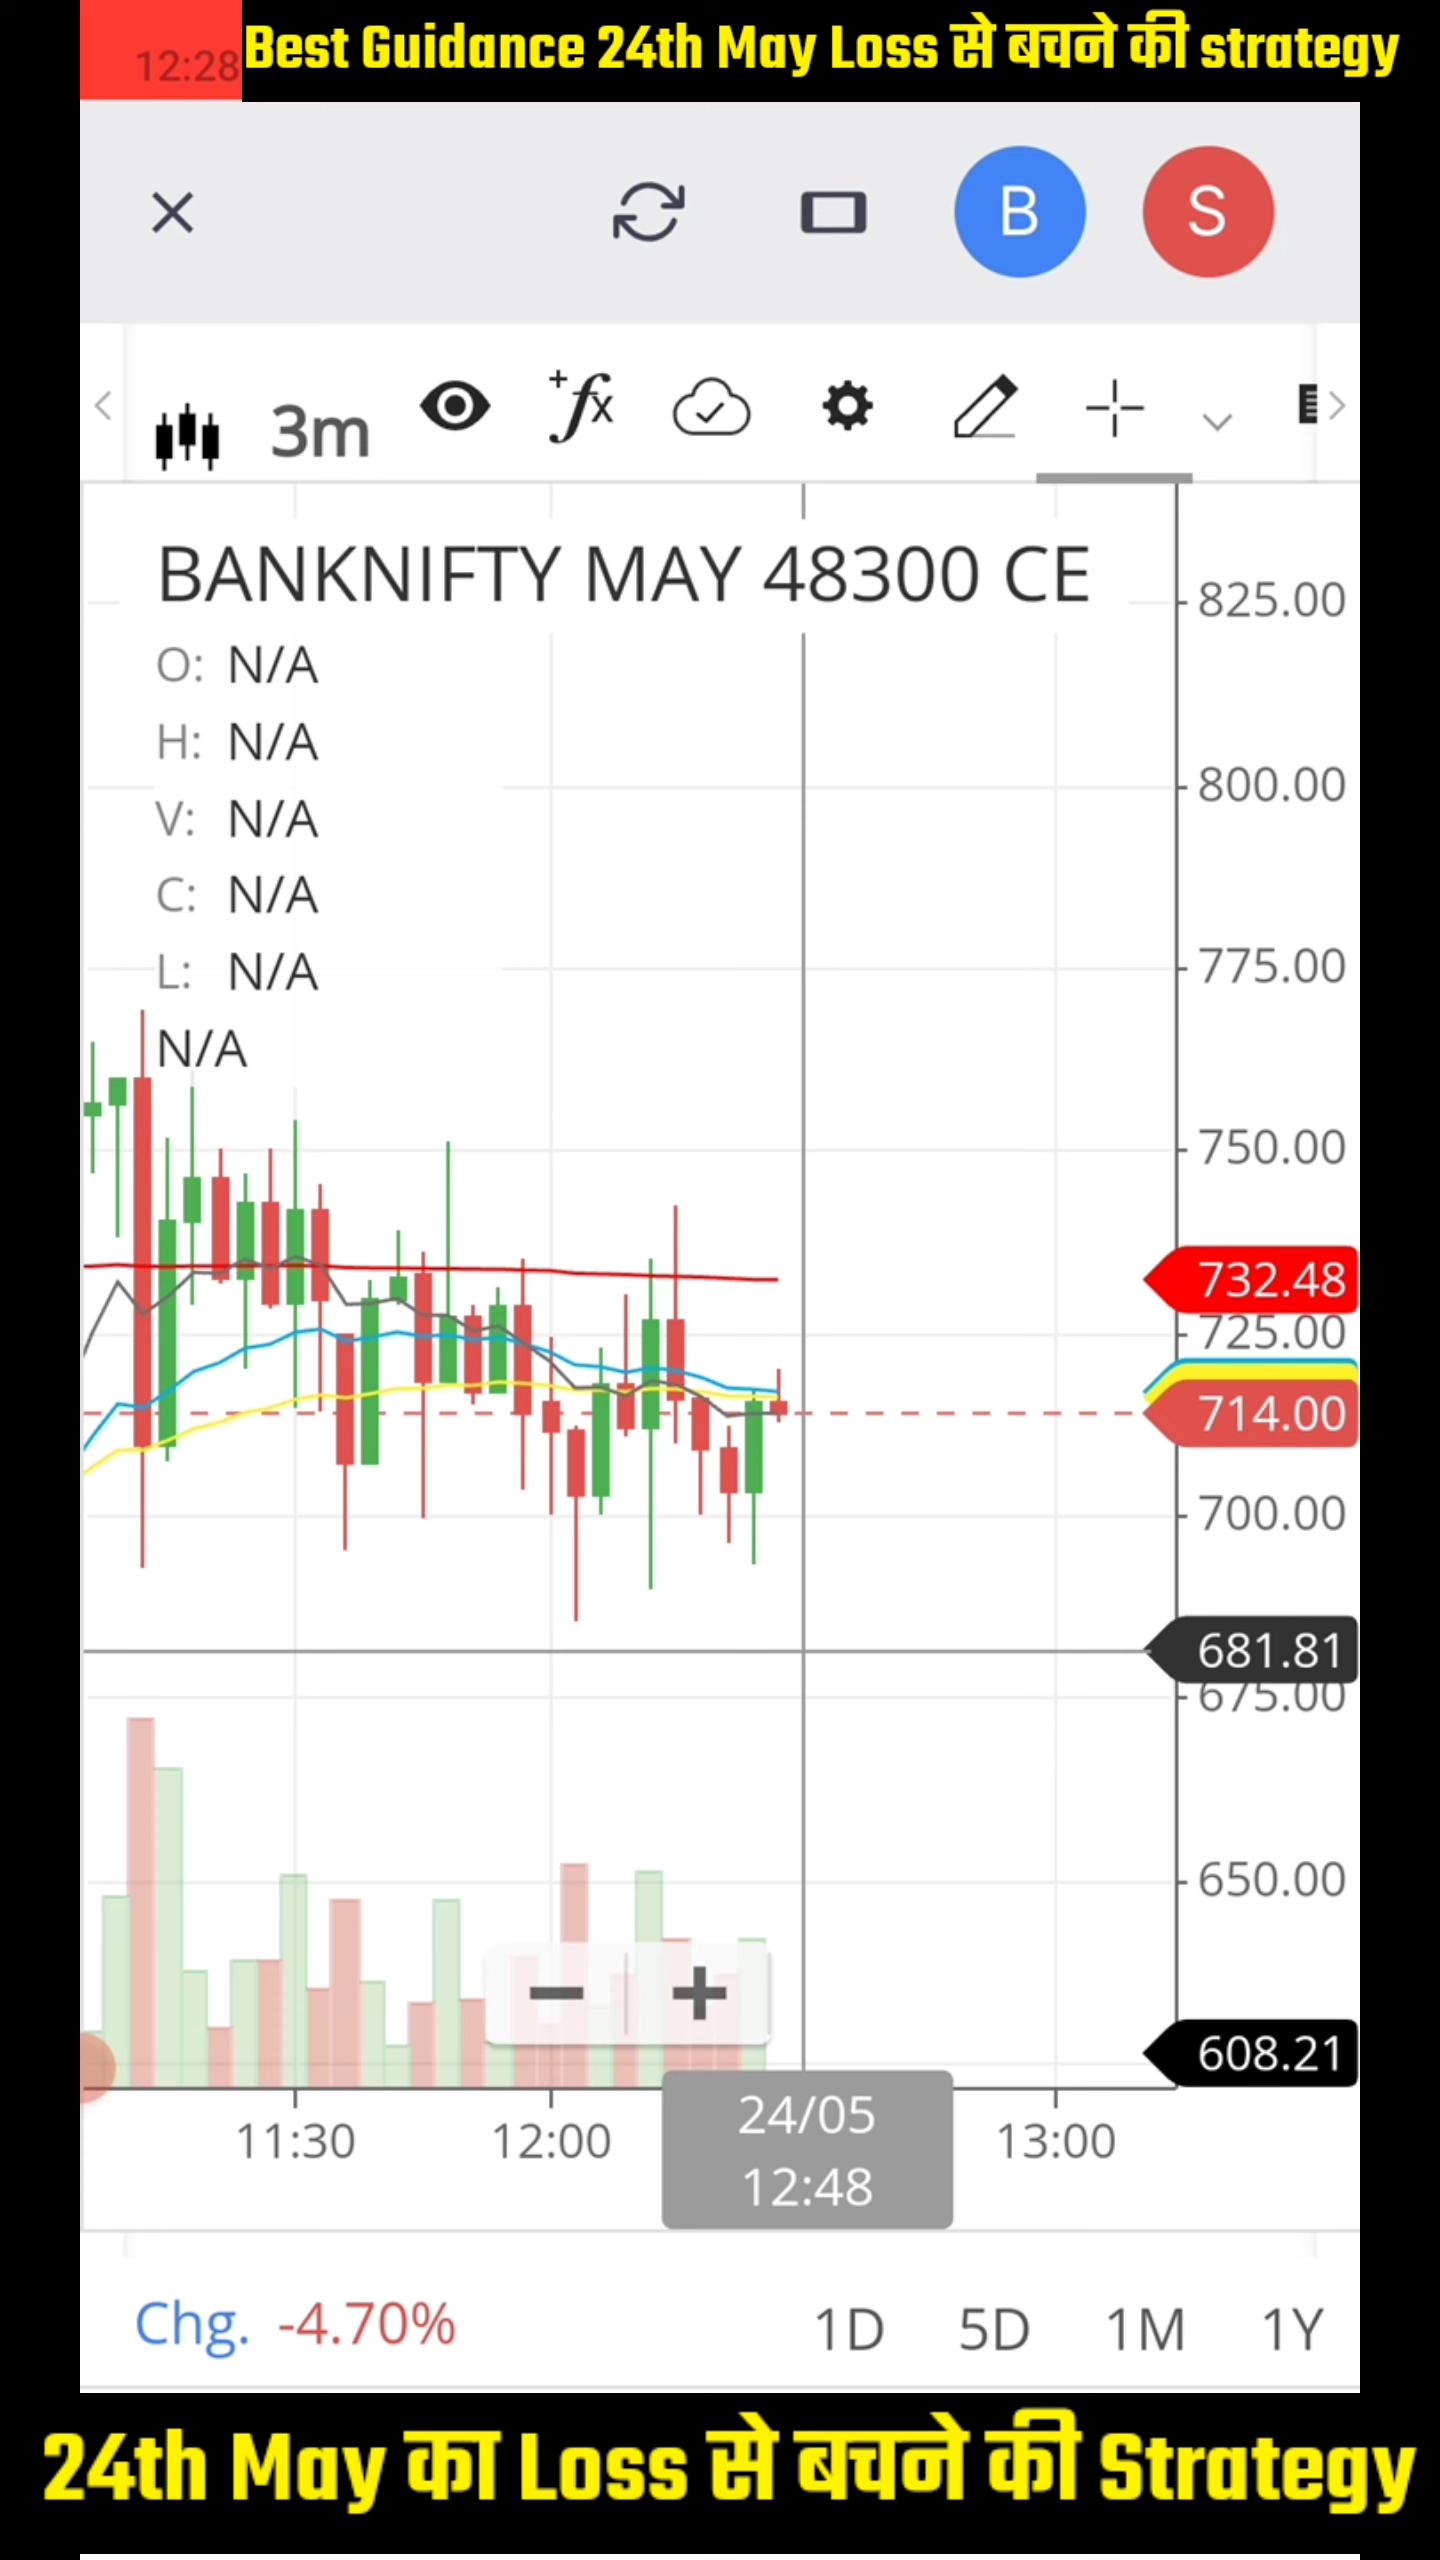 12:28
Best Guidance 24th May Loss से बचने की strategy
B S
3m
BANKNIFTY MAY 48300 CE
O: N/A
H: N/A
V: N/A
C: N/A
L: N/A
N/A
825.00
800.00
775.00
750.00
732.48
725.00
714.00
700.00
681.81
675.00
650.00
608.21
11:30 12:00 24/05 12:48 13:00
Chg. -4.70% 1D 5D 1M 1Y
24th May का Loss से बचने की Strategy